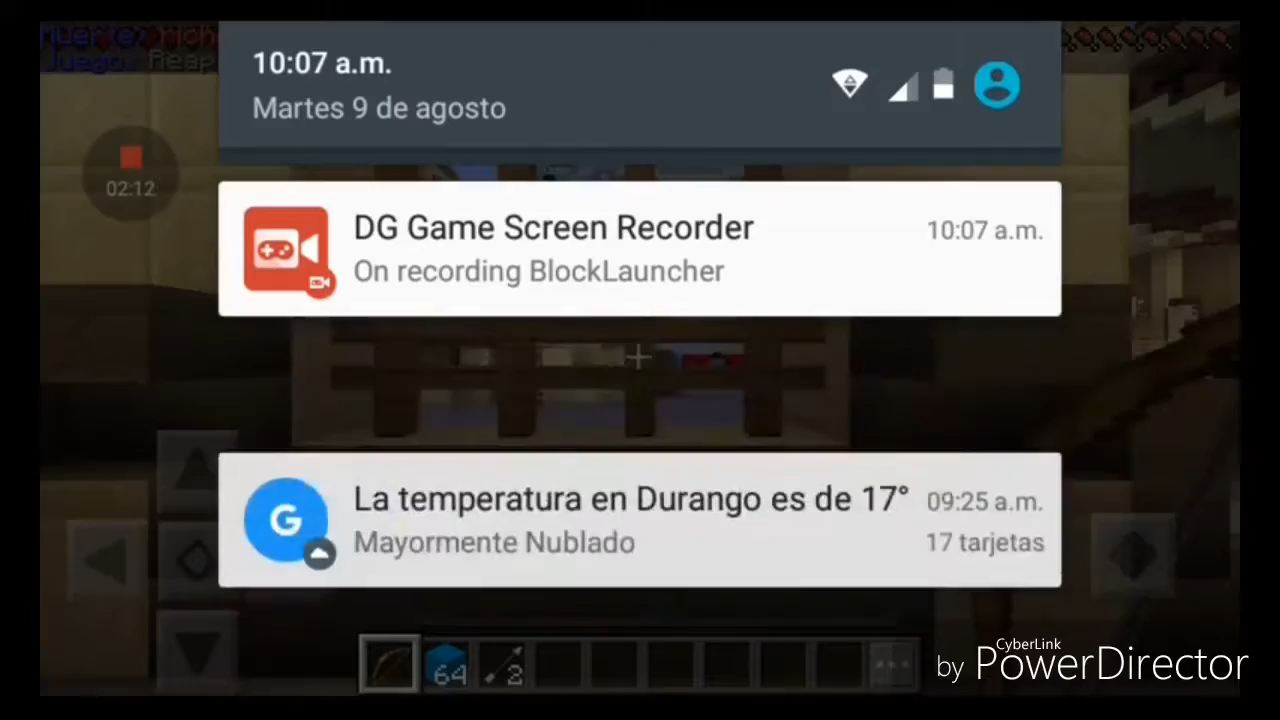 10:07 a.m.
Martes 9 de agosto
02:12
DG Game Screen Recorder
10:07 a.m.
On recording BlockLauncher
La temperatura en Durango es de 17°
09:25 a.m.
Mayormente Nublado
17 tarjetas
G
64
2
CyberLink
by PowerDirector